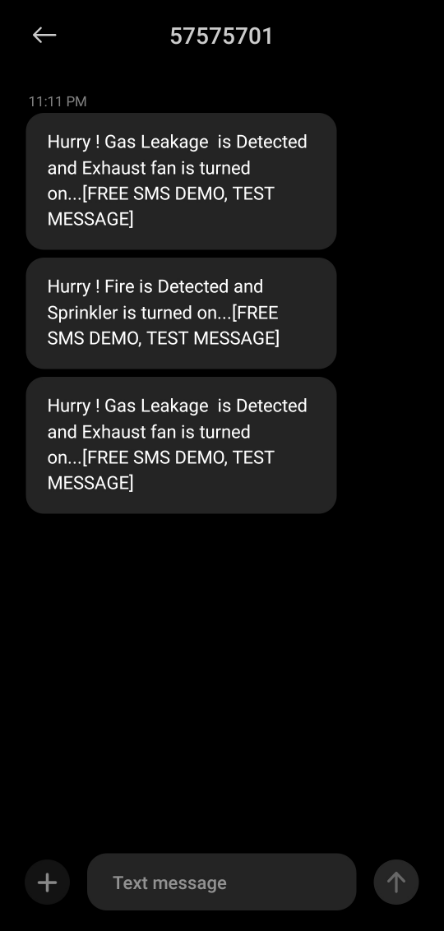 57575701
11:11 PM
Hurry ! Gas Leakage  is Detected
and Exhaust fan is turned
on...[FREE SMS DEMO, TEST
MESSAGE]
Hurry ! Fire is Detected and
Sprinkler is turned on...[FREE
SMS DEMO, TEST MESSAGE]
Hurry ! Gas Leakage  is Detected
and Exhaust fan is turned
on...[FREE SMS DEMO, TEST
MESSAGE]
Text message